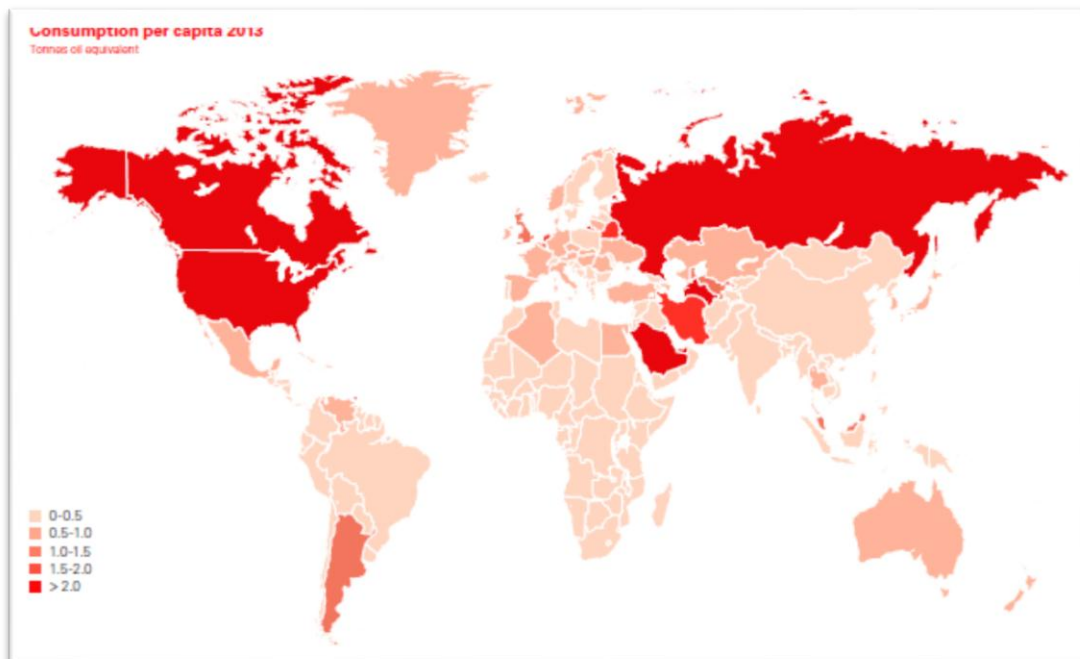 Consumption per capita 2013
Tonnes oil equivalent
0-0.5
0.5-1.0
1.0-1.5
1.5-2.0
> 2.0